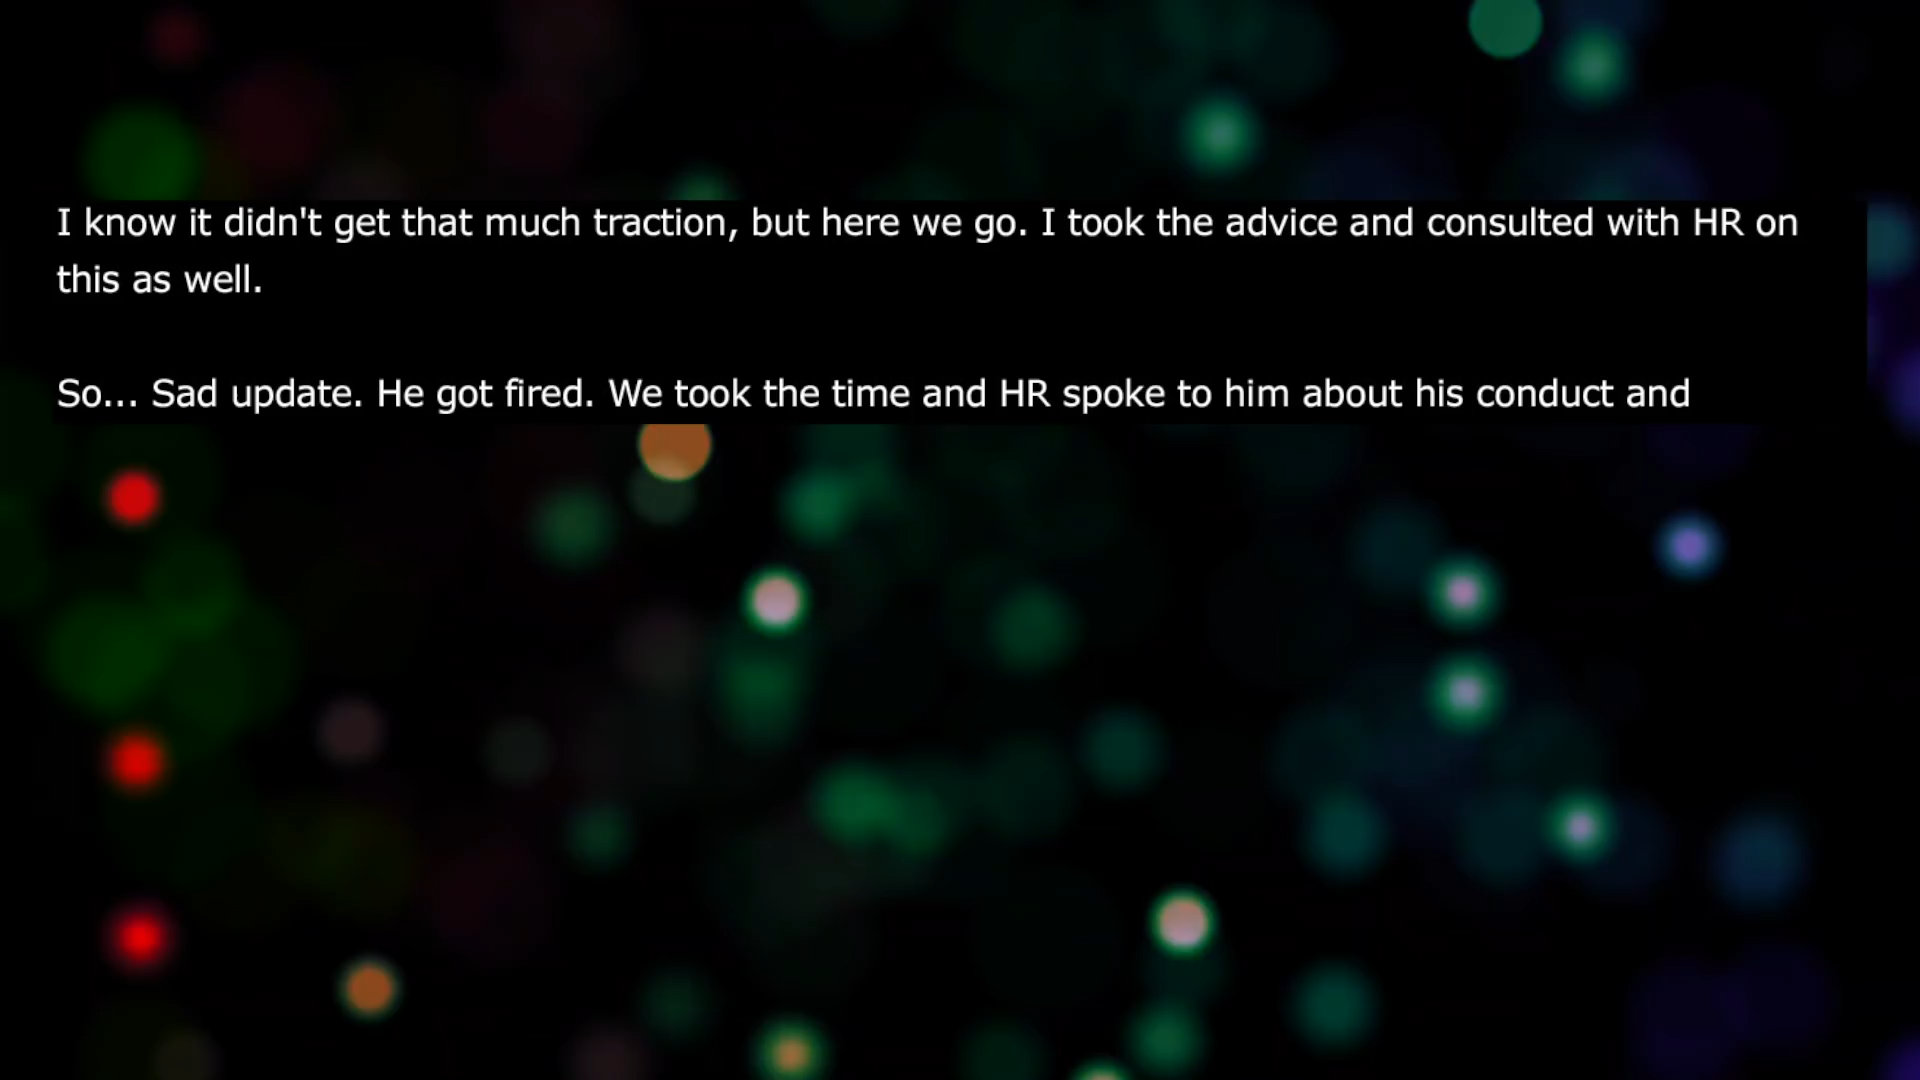 I know it didn't get that much traction, but here we go. I took the advice and consulted with HR on
this as well.
So... Sad update. He got fired. We took the time and HR spoke to him about his conduct and